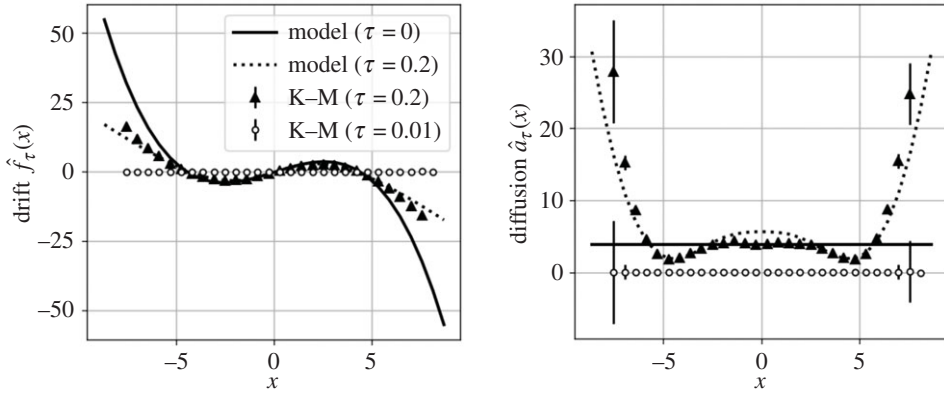 50
25
0
−25
−50
−5
0
5
x
drift f̂τ(x)
model (τ = 0)
model (τ = 0.2)
K–M (τ = 0.2)
K–M (τ = 0.01)
30
20
10
0
−5
0
5
x
diffusion âτ(x)